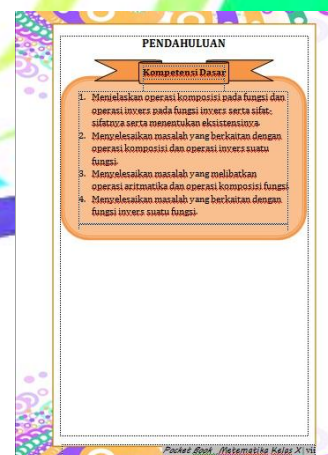 PENDAHULUAN
Kompetensi Dasar
1. Menjelaskan operasi komposisi pada fungsi dan
operasi invers pada fungsi invers serta sifat-
sifatnya serta menentukan eksistensinya.
2. Menyelesaikan masalah yang berkaitan dengan
operasi komposisi dan operasi invers suatu
fungsi.
3. Menyelesaikan masalah yang melibatkan
operasi aritmatika dan operasi komposisi fungsi.
4. Menyelesaikan masalah yang berkaitan dengan
fungsi invers suatu fungsi.
Pocket Book Matematika Kelas X| vii